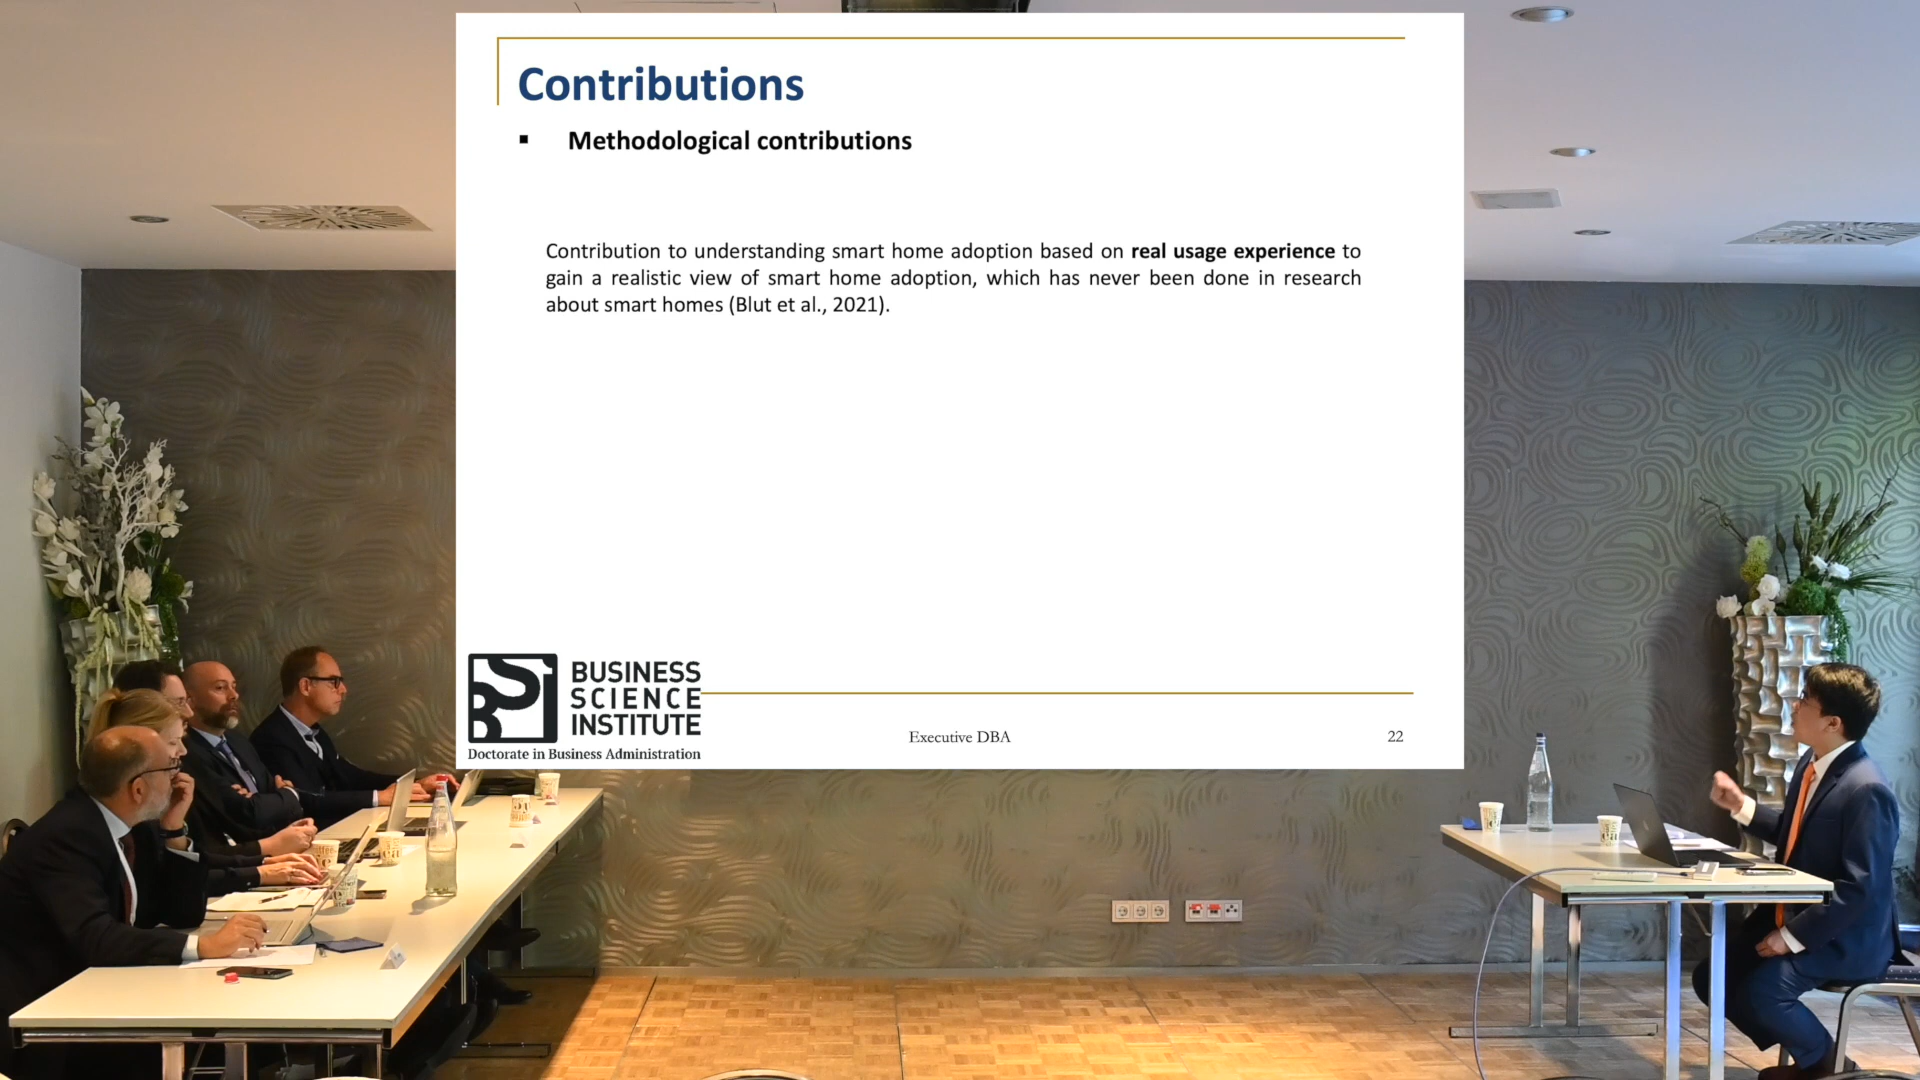 Contributions
▪ Methodological contributions
Contribution to understanding smart home adoption based on real usage experience to
gain a realistic view of smart home adoption, which has never been done in research
about smart homes (Blut et al., 2021).
BUSINESS
SCIENCE
INSTITUTE
Doctorate in Business Administration
Executive DBA
22